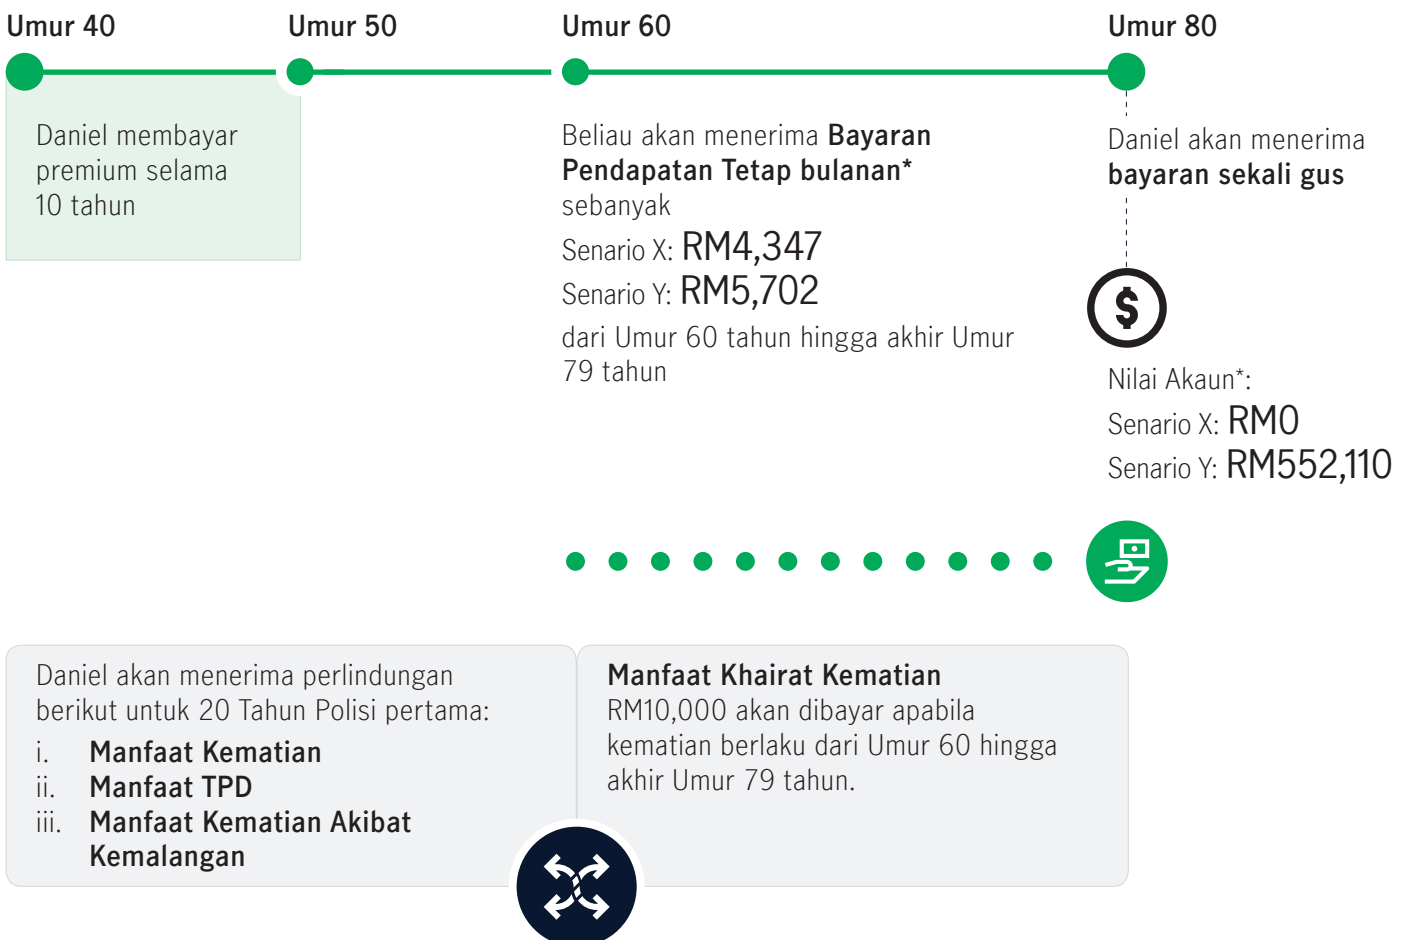 Umur 40
Umur 50
Umur 60
Umur 80
Daniel membayar
premium selama
10 tahun
Beliau akan menerima Bayaran
Pendapatan Tetap bulanan*
sebanyak
Senario X: RM4,347
Senario Y: RM5,702
dari Umur 60 tahun hingga akhir Umur
79 tahun
Daniel akan menerima
bayaran sekali gus
$
Nilai Akaun*:
Senario X: RM0
Senario Y: RM552,110
Daniel akan menerima perlindungan
berikut untuk 20 Tahun Polisi pertama:
i. Manfaat Kematian
ii. Manfaat TPD
iii. Manfaat Kematian Akibat
Kemalangan
Manfaat Khairat Kematian
RM10,000 akan dibayar apabila
kematian berlaku dari Umur 60 hingga
akhir Umur 79 tahun.